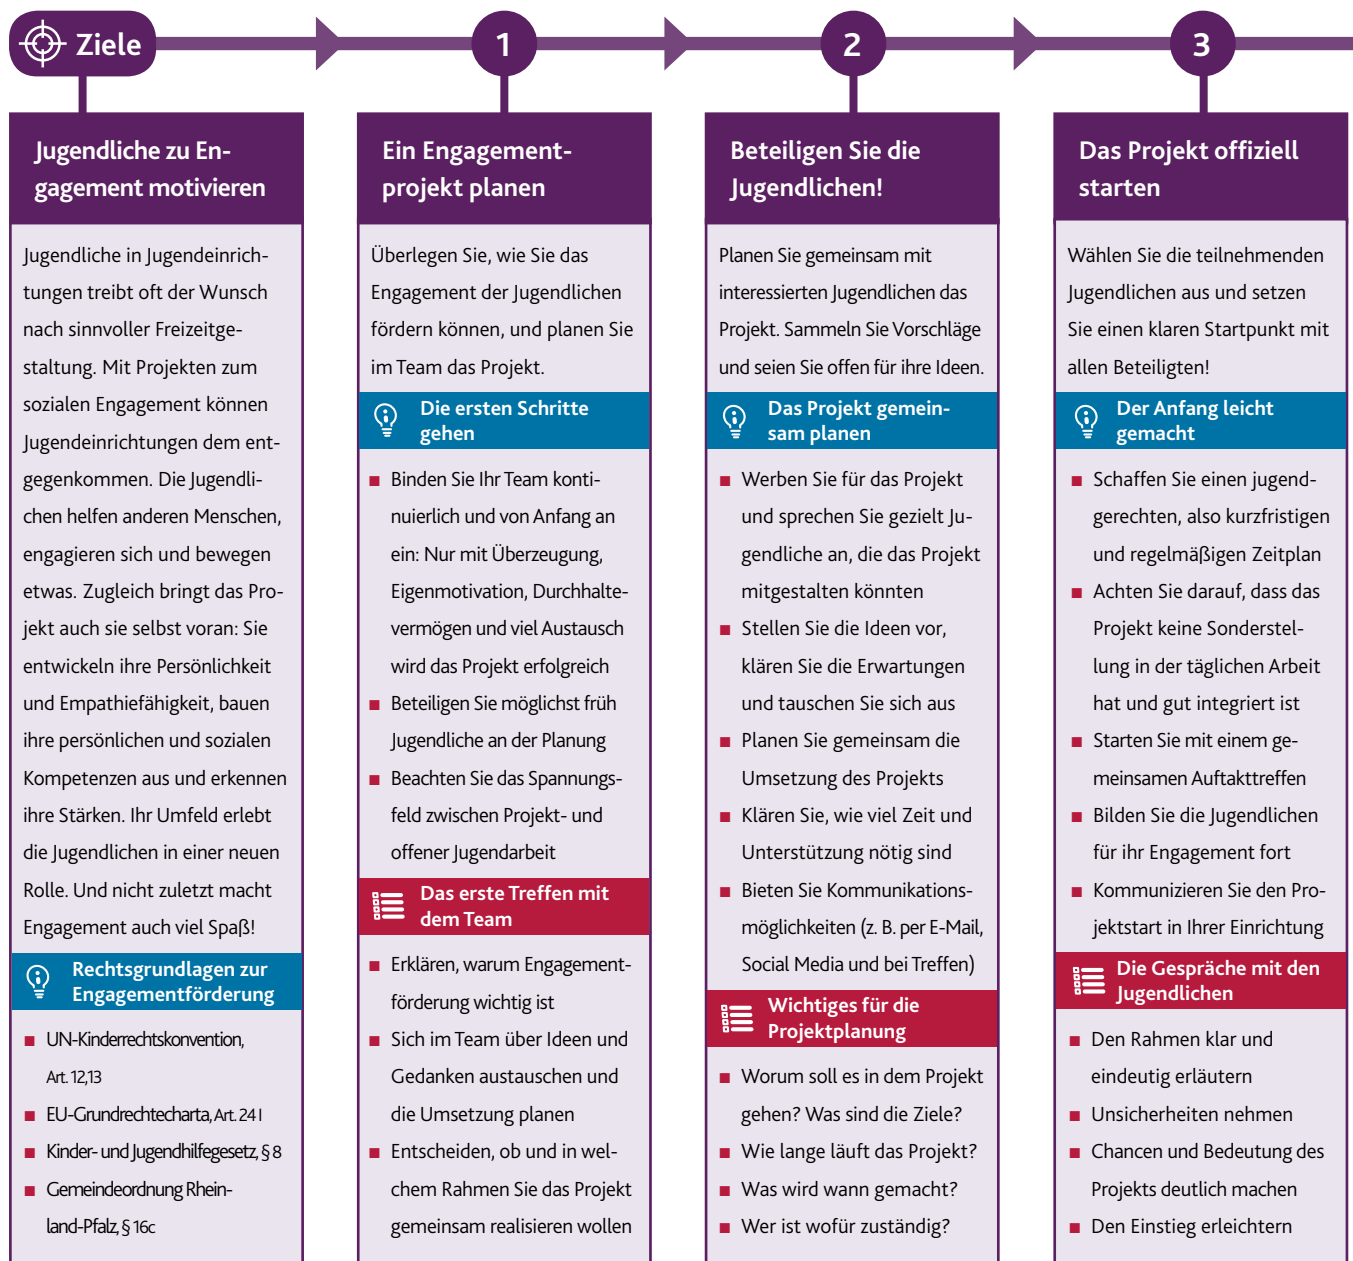 Ziele
Jugendliche zu En-
gagement motivieren
Jugendliche in Jugendeinrich-
tungen treibt oft der Wunsch
nach sinnvoller Freizeitge-
staltung. Mit Projekten zum
sozialen Engagement können
Jugendeinrichtungen dem ent-
gegenkommen. Die Jugendli-
chen helfen anderen Menschen,
engagieren sich und bewegen
etwas. Zugleich bringt das Pro-
jekt auch sie selbst voran: Sie
entwickeln ihre Persönlichkeit
und Empathiefähigkeit, bauen
ihre persönlichen und sozialen
Kompetenzen aus und erkennen
ihre Stärken. Ihr Umfeld erlebt
die Jugendlichen in einer neuen
Rolle. Und nicht zuletzt macht
Engagement auch viel Spaß!
Rechtsgrundlagen zur
Engagementförderung
■ UN-Kinderrechtskonvention,
Art. 12,13
■ EU-Grundrechtecharta, Art. 24 I
■ Kinder- und Jugendhilfegesetz, § 8
■ Gemeindeordnung Rhein-
land-Pfalz, § 16c
1
Ein Engagement-
projekt planen
Überlegen Sie, wie Sie das
Engagement der Jugendlichen
fördern können, und planen Sie
im Team das Projekt.
Die ersten Schritte
gehen
■ Binden Sie Ihr Team konti-
nuierlich und von Anfang an
ein: Nur mit Überzeugung,
Eigenmotivation, Durchhalte-
vermögen und viel Austausch
wird das Projekt erfolgreich
■ Beteiligen Sie möglichst früh
Jugendliche an der Planung
■ Beachten Sie das Spannungs-
feld zwischen Projekt- und
offener Jugendarbeit
Das erste Treffen mit
dem Team
■ Erklären, warum Engagement-
förderung wichtig ist
■ Sich im Team über Ideen und
Gedanken austauschen und
die Umsetzung planen
■ Entscheiden, ob und in wel-
chem Rahmen Sie das Projekt
gemeinsam realisieren wollen
2
Beteiligen Sie die
Jugendlichen!
Planen Sie gemeinsam mit
interessierten Jugendlichen das
Projekt. Sammeln Sie Vorschläge
und seien Sie offen für ihre Ideen.
Das Projekt gemein-
sam planen
■ Werben Sie für das Projekt
und sprechen Sie gezielt Ju-
gendliche an, die das Projekt
mitgestalten könnten
■ Stellen Sie die Ideen vor,
klären Sie die Erwartungen
und tauschen Sie sich aus
■ Planen Sie gemeinsam die
Umsetzung des Projekts
■ Klären Sie, wie viel Zeit und
Unterstützung nötig sind
■ Bieten Sie Kommunikations-
möglichkeiten (z. B. per E-Mail,
Social Media und bei Treffen)
Wichtiges für die
Projektplanung
■ Worum soll es in dem Projekt
gehen? Was sind die Ziele?
■ Wie lange läuft das Projekt?
■ Was wird wann gemacht?
■ Wer ist wofür zuständig?
3
Das Projekt offiziell
starten
Wählen Sie die teilnehmenden
Jugendlichen aus und setzen
Sie einen klaren Startpunkt mit
allen Beteiligten!
Der Anfang leicht
gemacht
■ Schaffen Sie einen jugend-
gerechten, also kurzfristigen
und regelmäßigen Zeitplan
■ Achten Sie darauf, dass das
Projekt keine Sonderstel-
lung in der täglichen Arbeit
hat und gut integriert ist
■ Starten Sie mit einem ge-
meinsamen Auftakttreffen
■ Bilden Sie die Jugendlichen
für ihr Engagement fort
■ Kommunizieren Sie den Pro-
jektstart in Ihrer Einrichtung
Die Gespräche mit den
Jugendlichen
■ Den Rahmen klar und
eindeutig erläutern
■ Unsicherheiten nehmen
■ Chancen und Bedeutung des
Projekts deutlich machen
■ Den Einstieg erleichtern